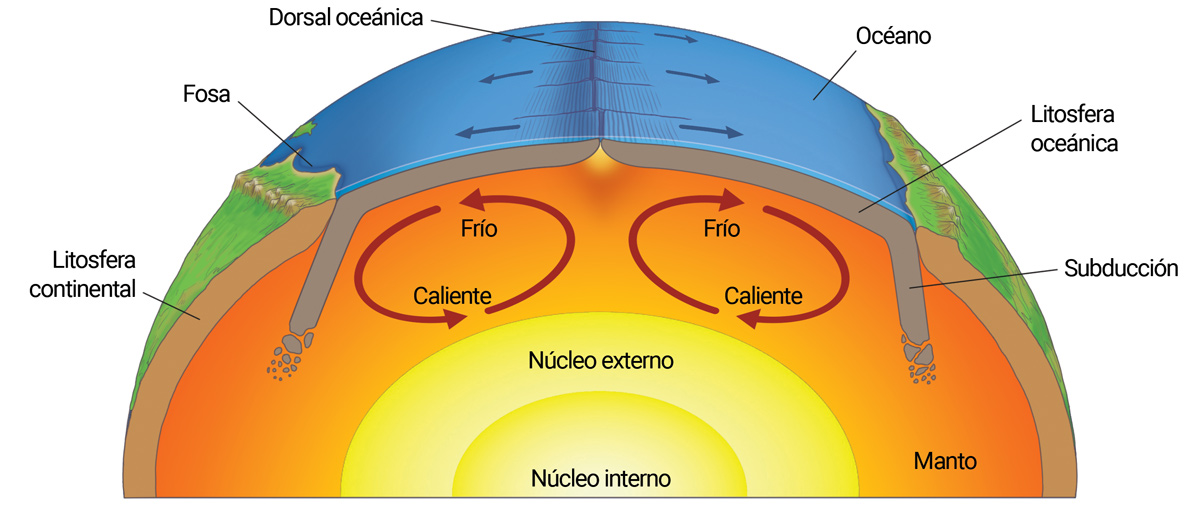 Dorsal oceánica
Océano
Fosa
Litosfera
oceánica
Frío
Frío
Litosfera
continental
Subducción
Caliente
Caliente
Núcleo externo
Manto
Núcleo interno